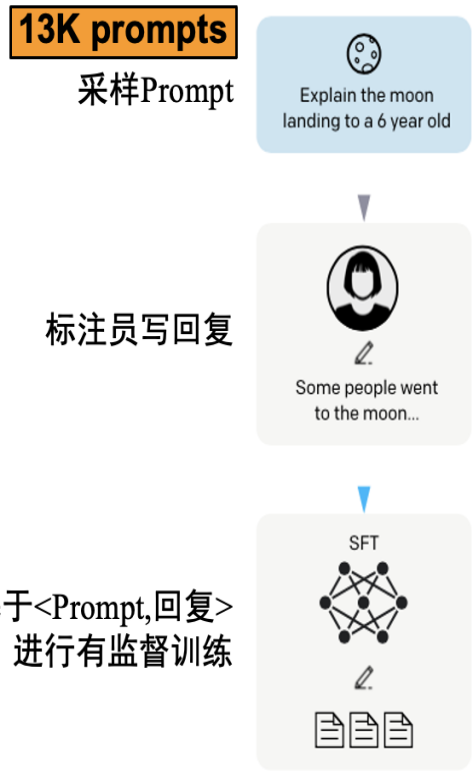 13K prompts
采样Prompt
Explain the moon
landing to a 6 year old
标注员写回复
Some people went
to the moon...
SFT
于<Prompt,回复>
进行有监督训练